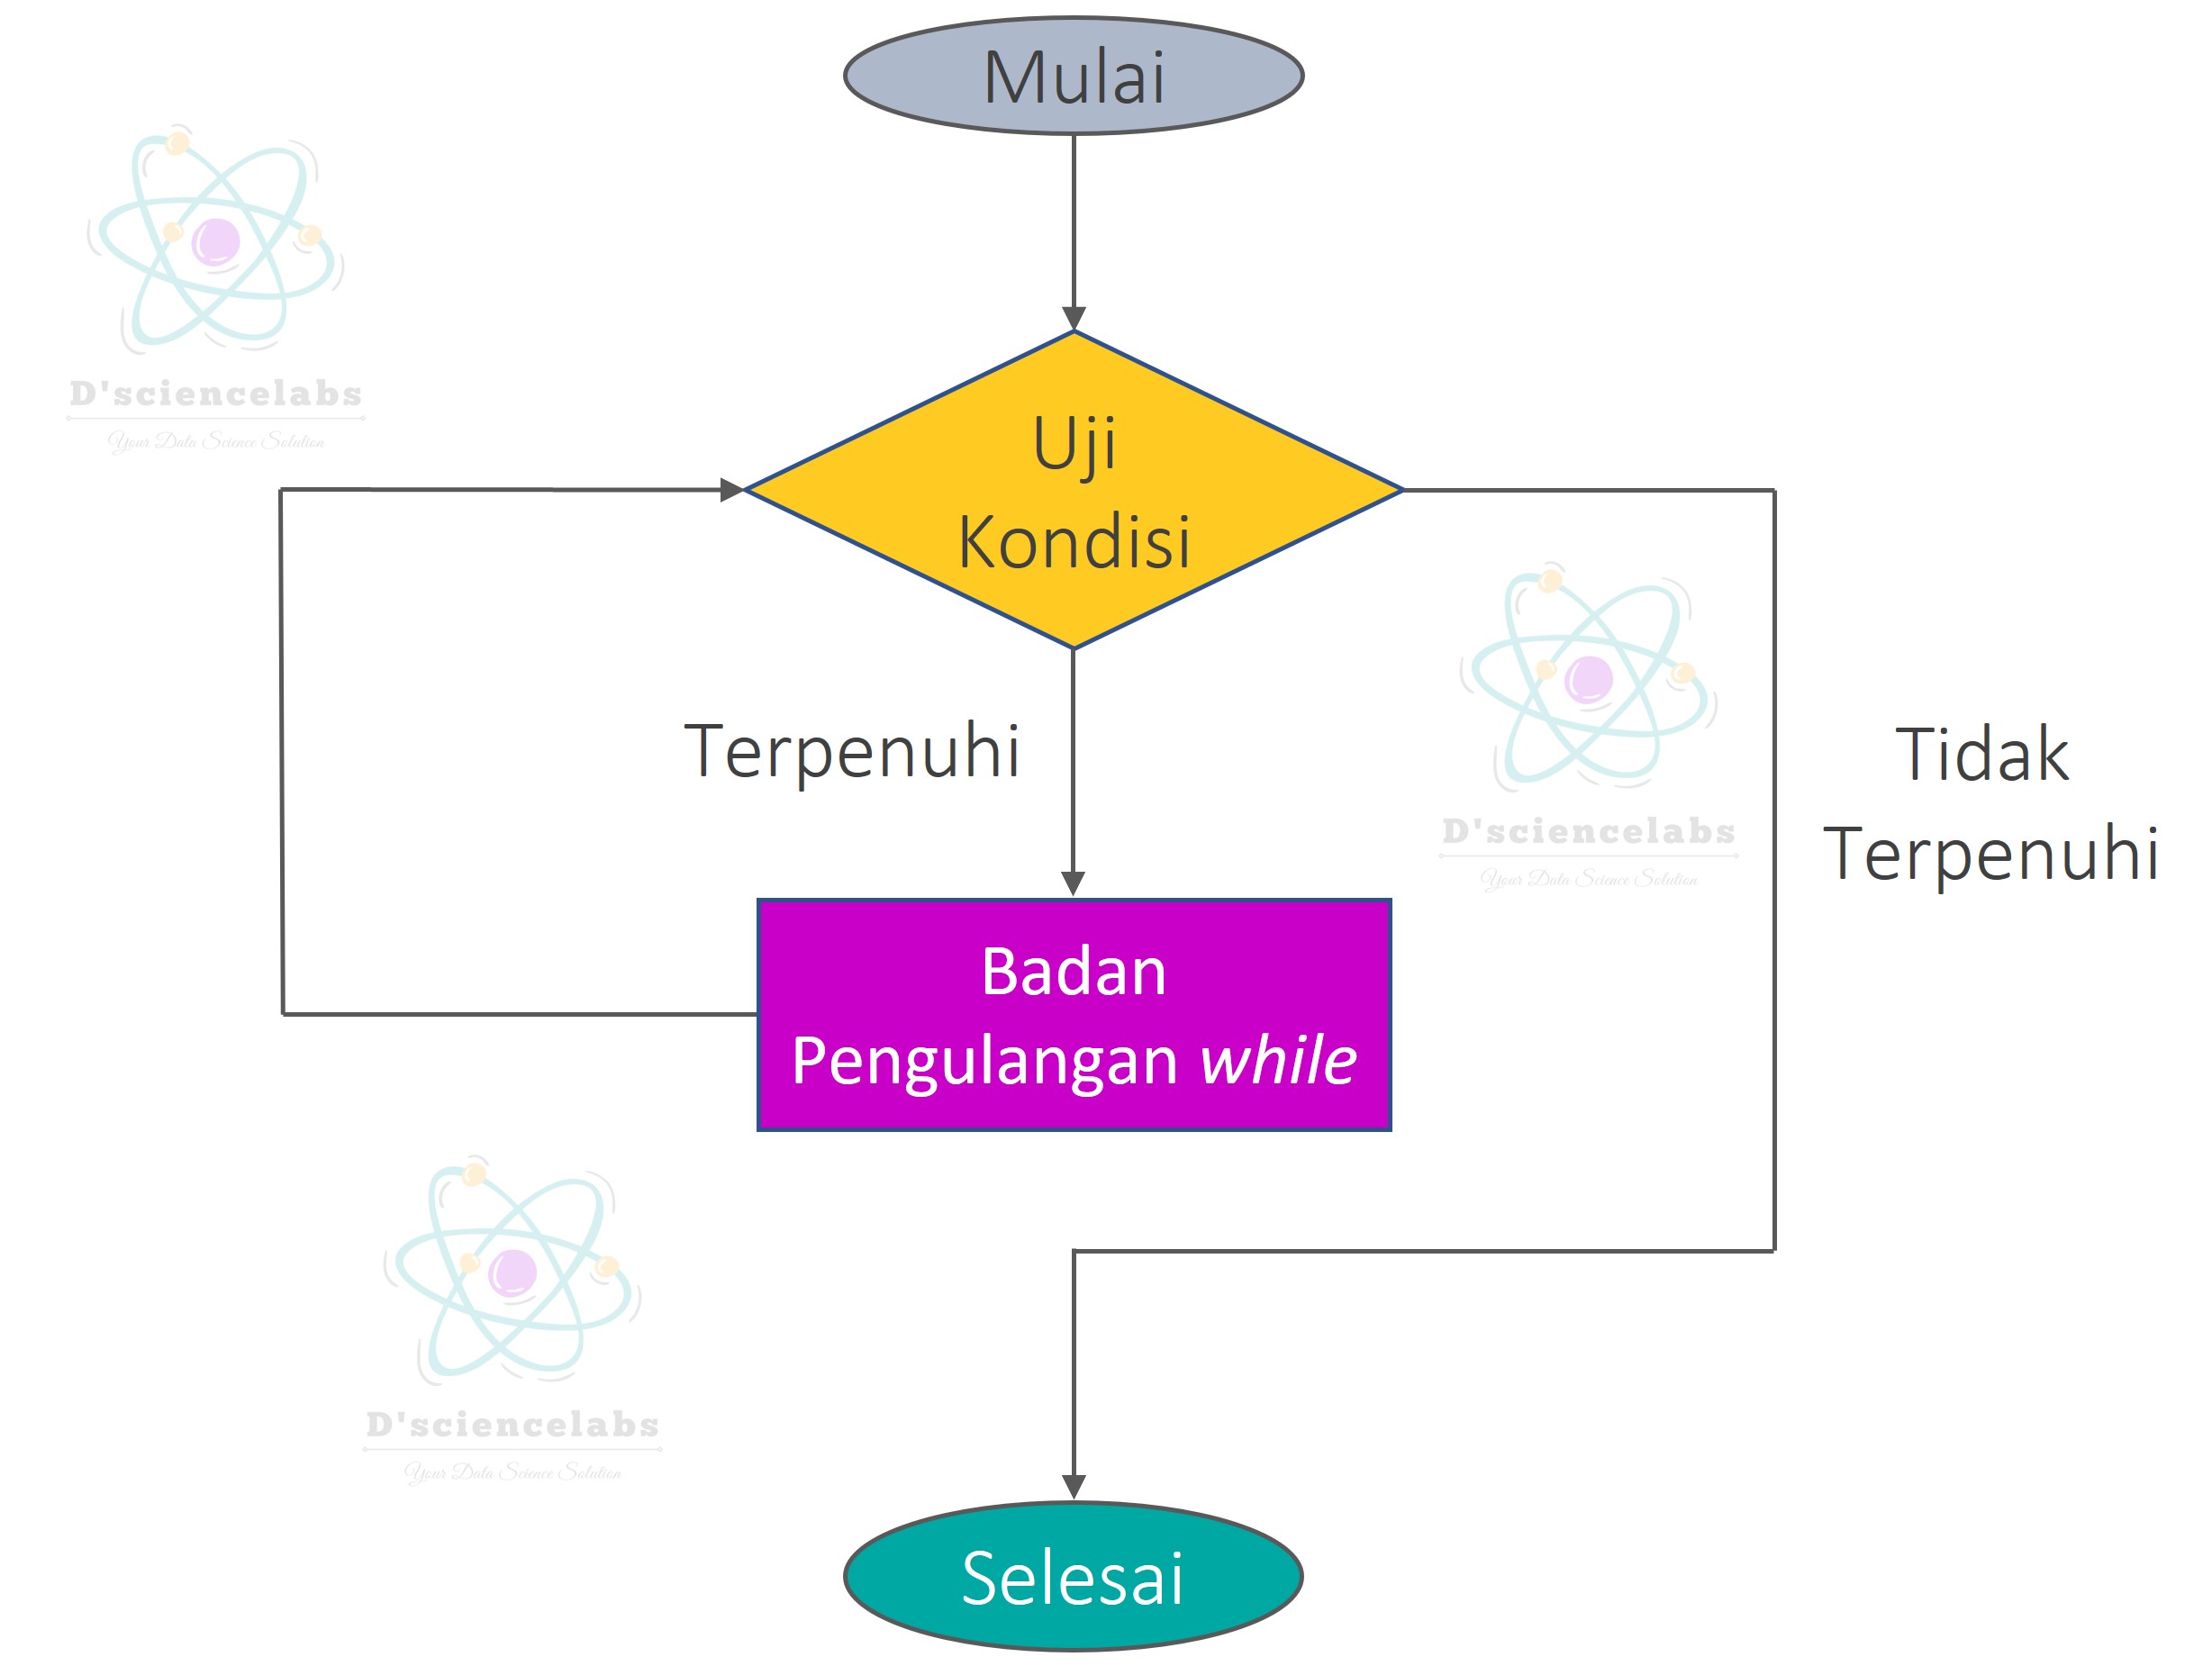 Mulai
D'sciencelabs
Your Data Science Solution
Uji
Kondisi
Terpenuhi
Tidak
Terpenuhi
D'sciencelabs
Your Data Science Solution
Badan
Pengulangan while
D'sciencelabs
Your Data Science Solution
Selesai